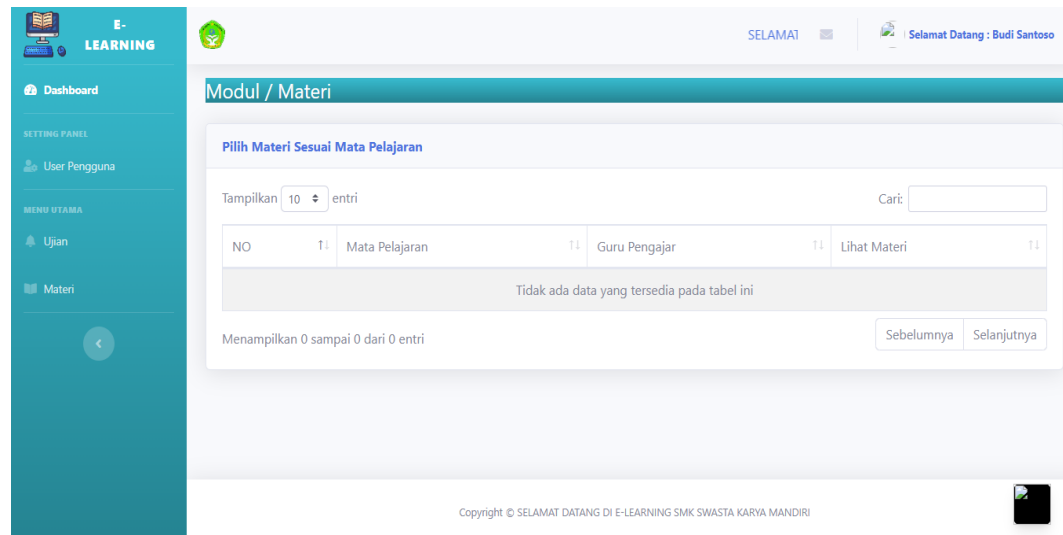 E-
LEARNING
SELAMAT
Selamat Datang : Budi Santoso
Dashboard
Modul / Materi
SETTING PANEL
User Pengguna
MENU UTAMA
Ujian
Materi
Pilih Materi Sesuai Mata Pelajaran
Tampilkan 10 entri
Cari:
NO Mata Pelajaran Guru Pengajar Lihat Materi
Tidak ada data yang tersedia pada tabel ini
Menampilkan 0 sampai 0 dari 0 entri
Sebelumnya Selanjutnya
Copyright © SELAMAT DATANG DI E-LEARNING SMK SWASTA KARYA MANDIRI